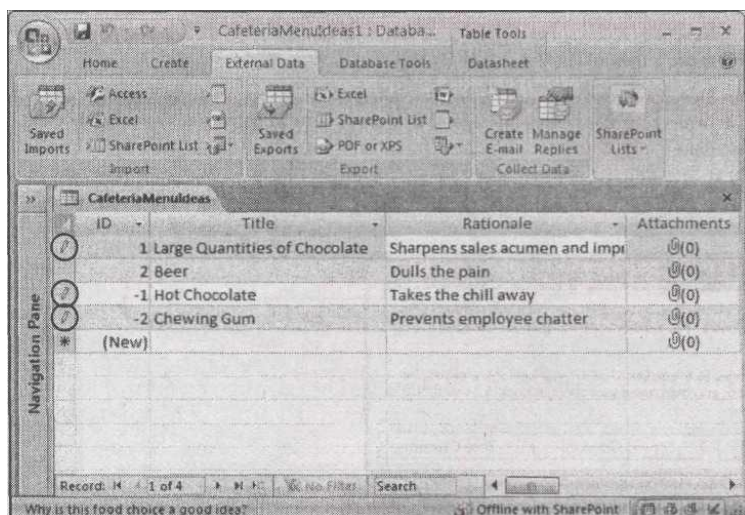 CafeteriaMenuIdeas1 : Databa... Table Tools
Home Create External Data Database Tools Datasheet
Saved Imports
Access
Excel
SharePoint List
Import
Saved Exports
Excel
SharePoint List
PDF or XPS
Export
Create E-mail
Manage Replies
Collect Data
SharePoint Lists
»
CafeteriaMenuIdeas
ID Title Rationale Attachments
1 Large Quantities of Chocolate Sharpens sales acumen and impr (0)
2 Beer Dulls the pain (0)
-1 Hot Chocolate Takes the chill away (0)
-2 Chewing Gum Prevents employee chatter (0)
* (New) (0)
Navigation Pane
Record: 1 of 4 No Filter Search
Why is this food choice a good idea? Offline with SharePoint